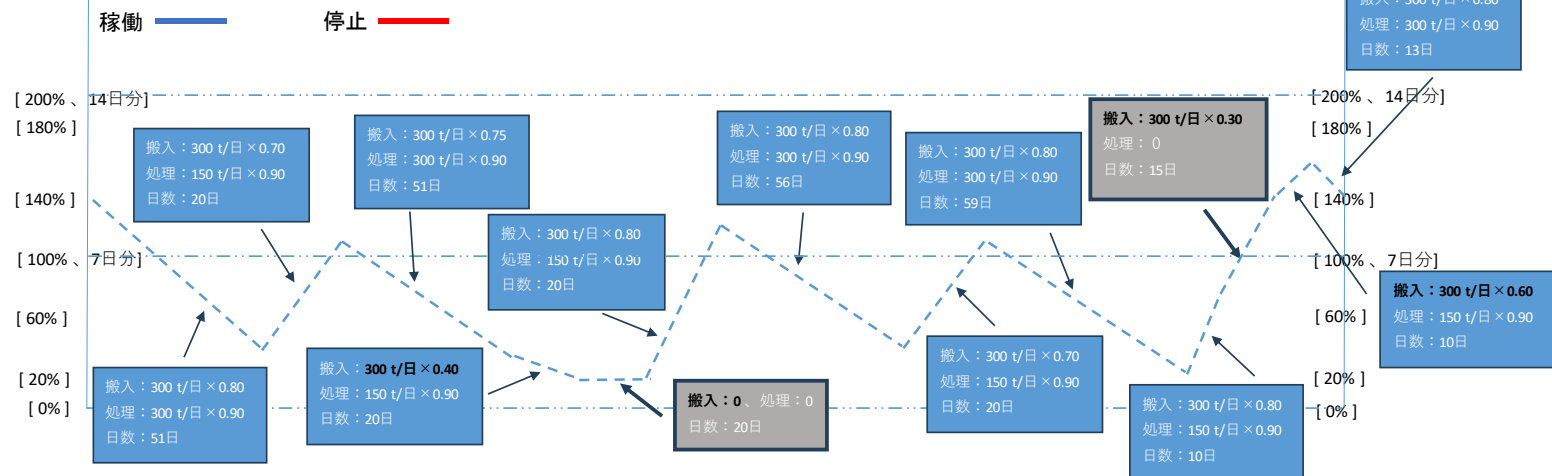 稼働
停止
搬入：300 t/日×0.80
処理：300 t/日×0.90
日数：13日
[ 200% 、14日分]
[ 180% ]
[ 140% ]
[ 100% 、7日分]
[ 60% ]
[ 20% ]
[ 0% ]
搬入：300 t/日×0.80
処理：300 t/日×0.90
日数：51日
搬入：300 t/日×0.70
処理：150 t/日×0.90
日数：20日
搬入：300 t/日×0.75
処理：300 t/日×0.90
日数：51日
搬入：300 t/日×0.40
処理：150 t/日×0.90
日数：20日
搬入：0 、処理：0
日数：20日
搬入：300 t/日×0.80
処理：150 t/日×0.90
日数：20日
搬入：300 t/日×0.80
処理：300 t/日×0.90
日数：56日
搬入：300 t/日×0.70
処理：150 t/日×0.90
日数：20日
搬入：300 t/日×0.80
処理：300 t/日×0.90
日数：59日
搬入：300 t/日×0.80
処理：150 t/日×0.90
日数：10日
搬入：300 t/日×0.30
処理： 0
日数：15日
搬入：300 t/日×0.60
処理：150 t/日×0.90
日数：10日
[ 200% 、14日分]
[ 180% ]
[ 140% ]
[ 100% 、7日分]
[ 60% ]
[ 20% ]
[ 0% ]